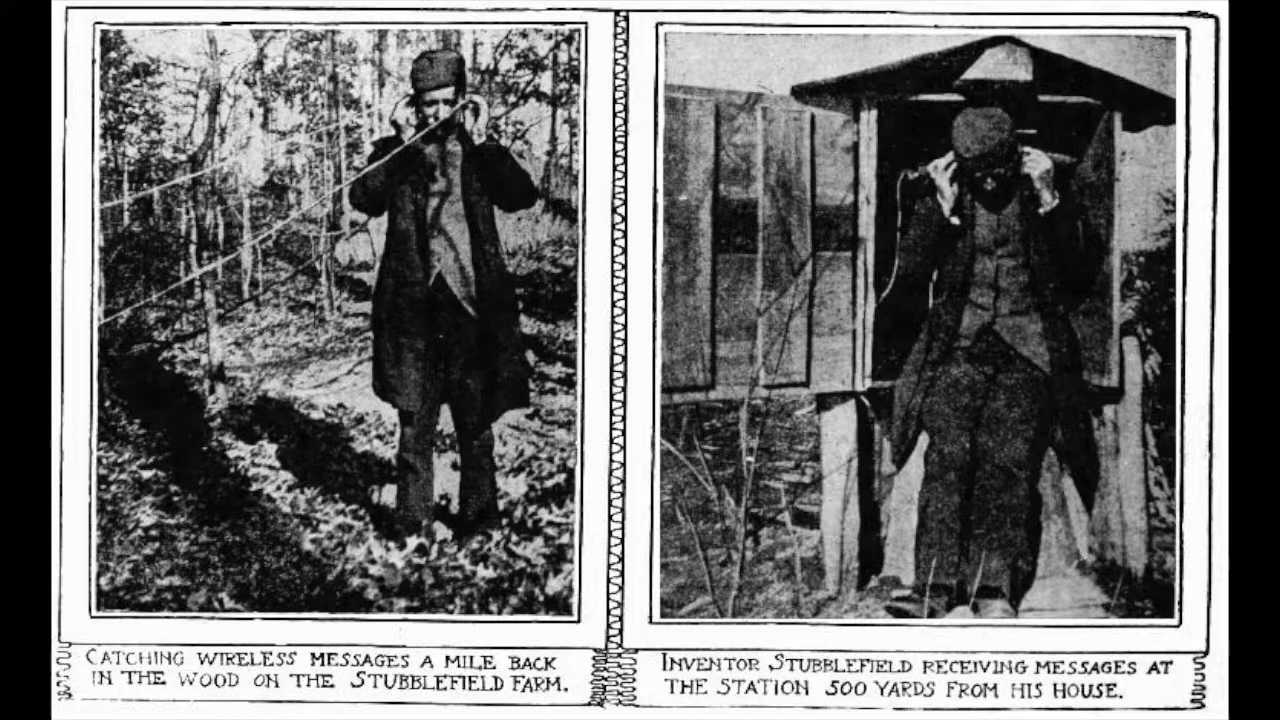 CATCHING WIRELESS MESSAGES A MILE BACK
IN THE WOOD ON THE STUBBLEFIELD FARM.
INVENTOR STUBBLEFIELD RECEIVING MESSAGES AT
THE STATION 500 YARDS FROM HIS HOUSE.